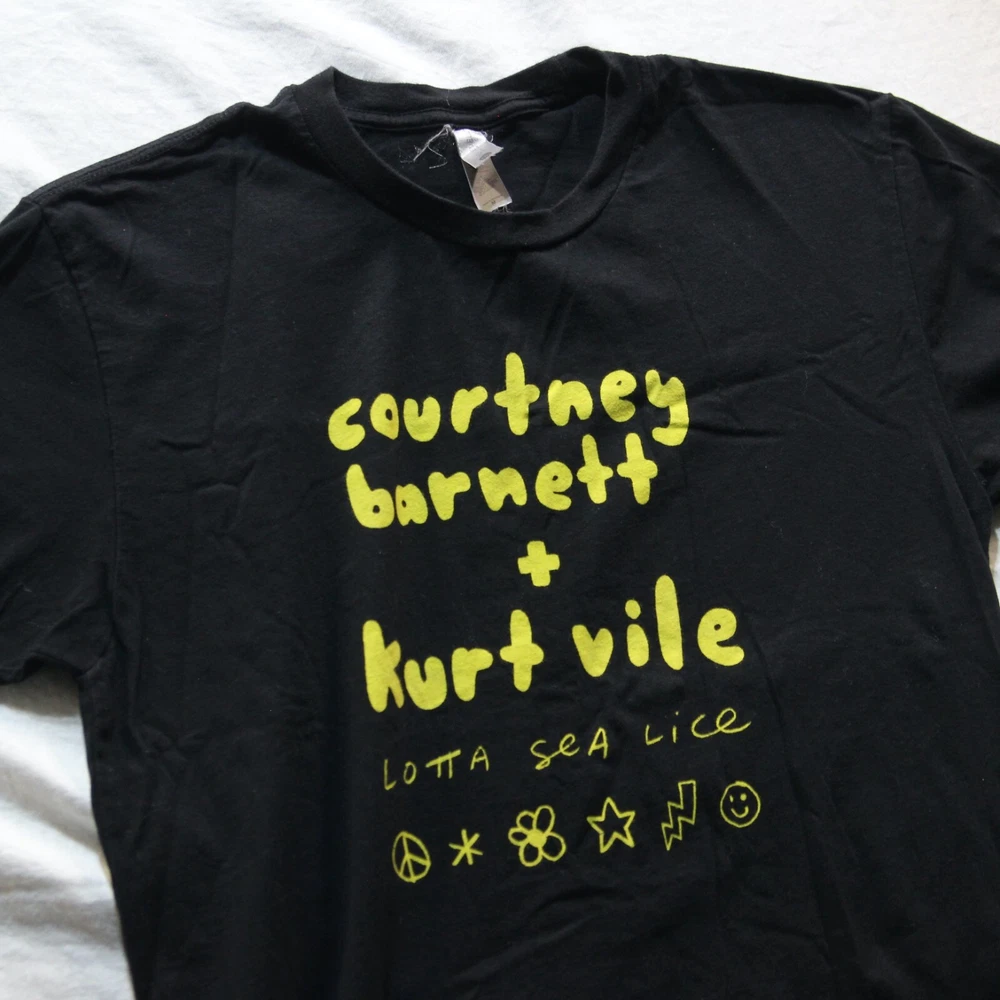 courtney
barnett
+
kurt vile
LOTTA SeA LiCe